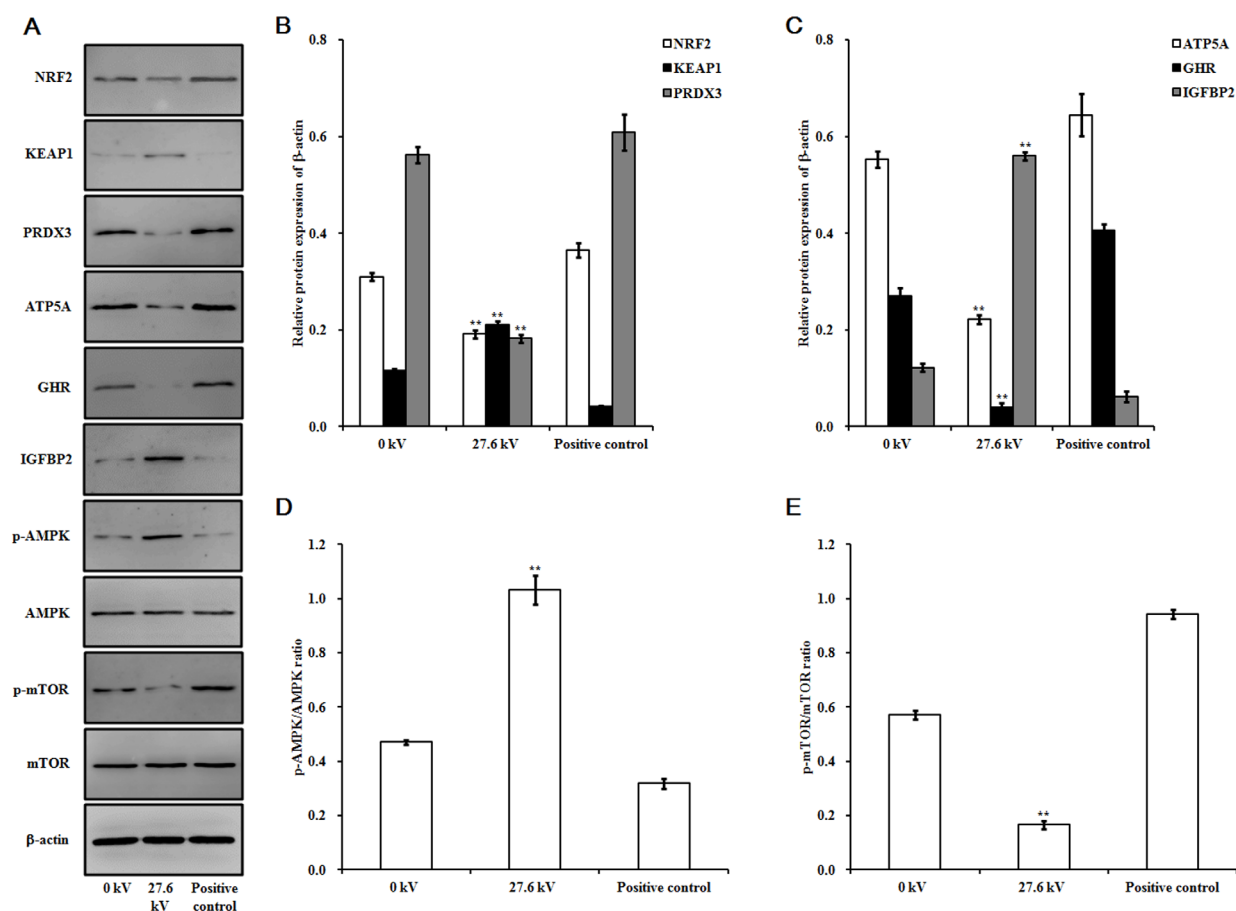 A
NRF2
KEAP1
PRDX3
ATP5A
GHR
IGFBP2
p-AMPK
AMPK
p-mTOR
mTOR
β-actin
0 kV 27.6 kV Positive control
B
Relative protein expression of β-actin
0.8
0.6
0.4
0.2
0.0
NRF2
KEAP1
PRDX3
** ** **
0 kV 27.6 kV Positive control
C
Relative protein expression of β-actin
0.8
0.6
0.4
0.2
0.0
ATP5A
GHR
IGFBP2
** ** **
0 kV 27.6 kV Positive control
D
p-AMPK/AMPK ratio
1.2
1.0
0.8
0.6
0.4
0.2
0.0
**
0 kV 27.6 kV Positive control
E
p-mTOR/mTOR ratio
1.2
1.0
0.8
0.6
0.4
0.2
0.0
**
0 kV 27.6 kV Positive control